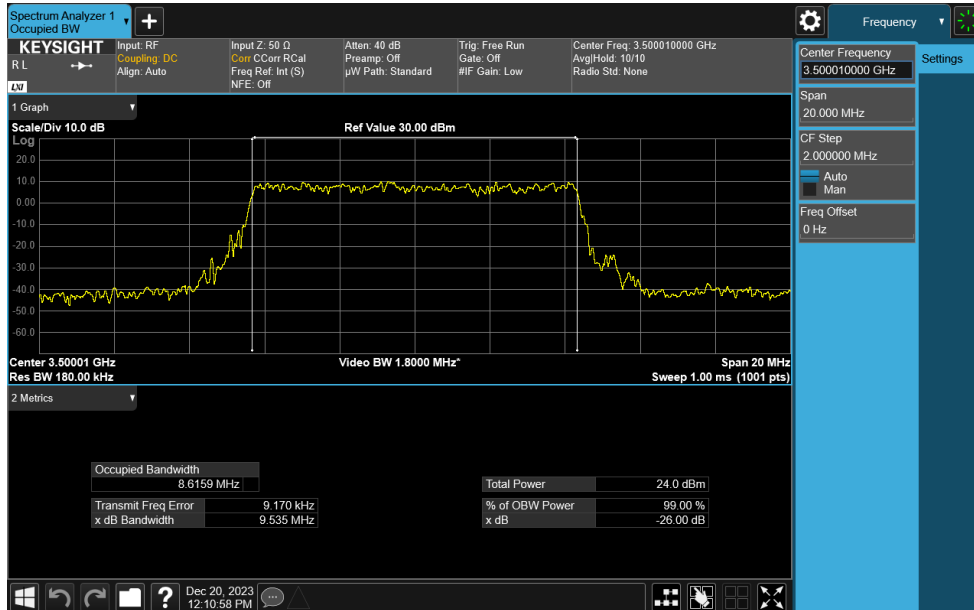 Spectrum Analyzer 1
Occupied BW
Frequency
KEYSIGHT
R L
LXI
Input: RF
Coupling: DC
Align: Auto
Input Z: 50 Ω
Corr CCorr RCal
Freq Ref: Int (S)
NFE: Off
Atten: 40 dB
Preamp: Off
µW Path: Standard
Trig: Free Run
Gate: Off
#IF Gain: Low
Center Freq: 3.500010000 GHz
Avg|Hold: 10/10
Radio Std: None
Center Frequency
3.500010000 GHz
Settings
Span
20.000 MHz
CF Step
2.000000 MHz
Auto
Man
Freq Offset
0 Hz
1 Graph
Scale/Div 10.0 dB
Ref Value 30.00 dBm
Log
20.0
10.0
0.00
-10.0
-20.0
-30.0
-40.0
-50.0
-60.0
Center 3.50001 GHz
Video BW 1.8000 MHz*
Span 20 MHz
Res BW 180.00 kHz
Sweep 1.00 ms (1001 pts)
2 Metrics
Occupied Bandwidth
8.6159 MHz
Total Power 24.0 dBm
Transmit Freq Error 9.170 kHz
% of OBW Power 99.00 %
x dB Bandwidth 9.535 MHz
x dB -26.00 dB
?
Dec 20, 2023
12:10:58 PM